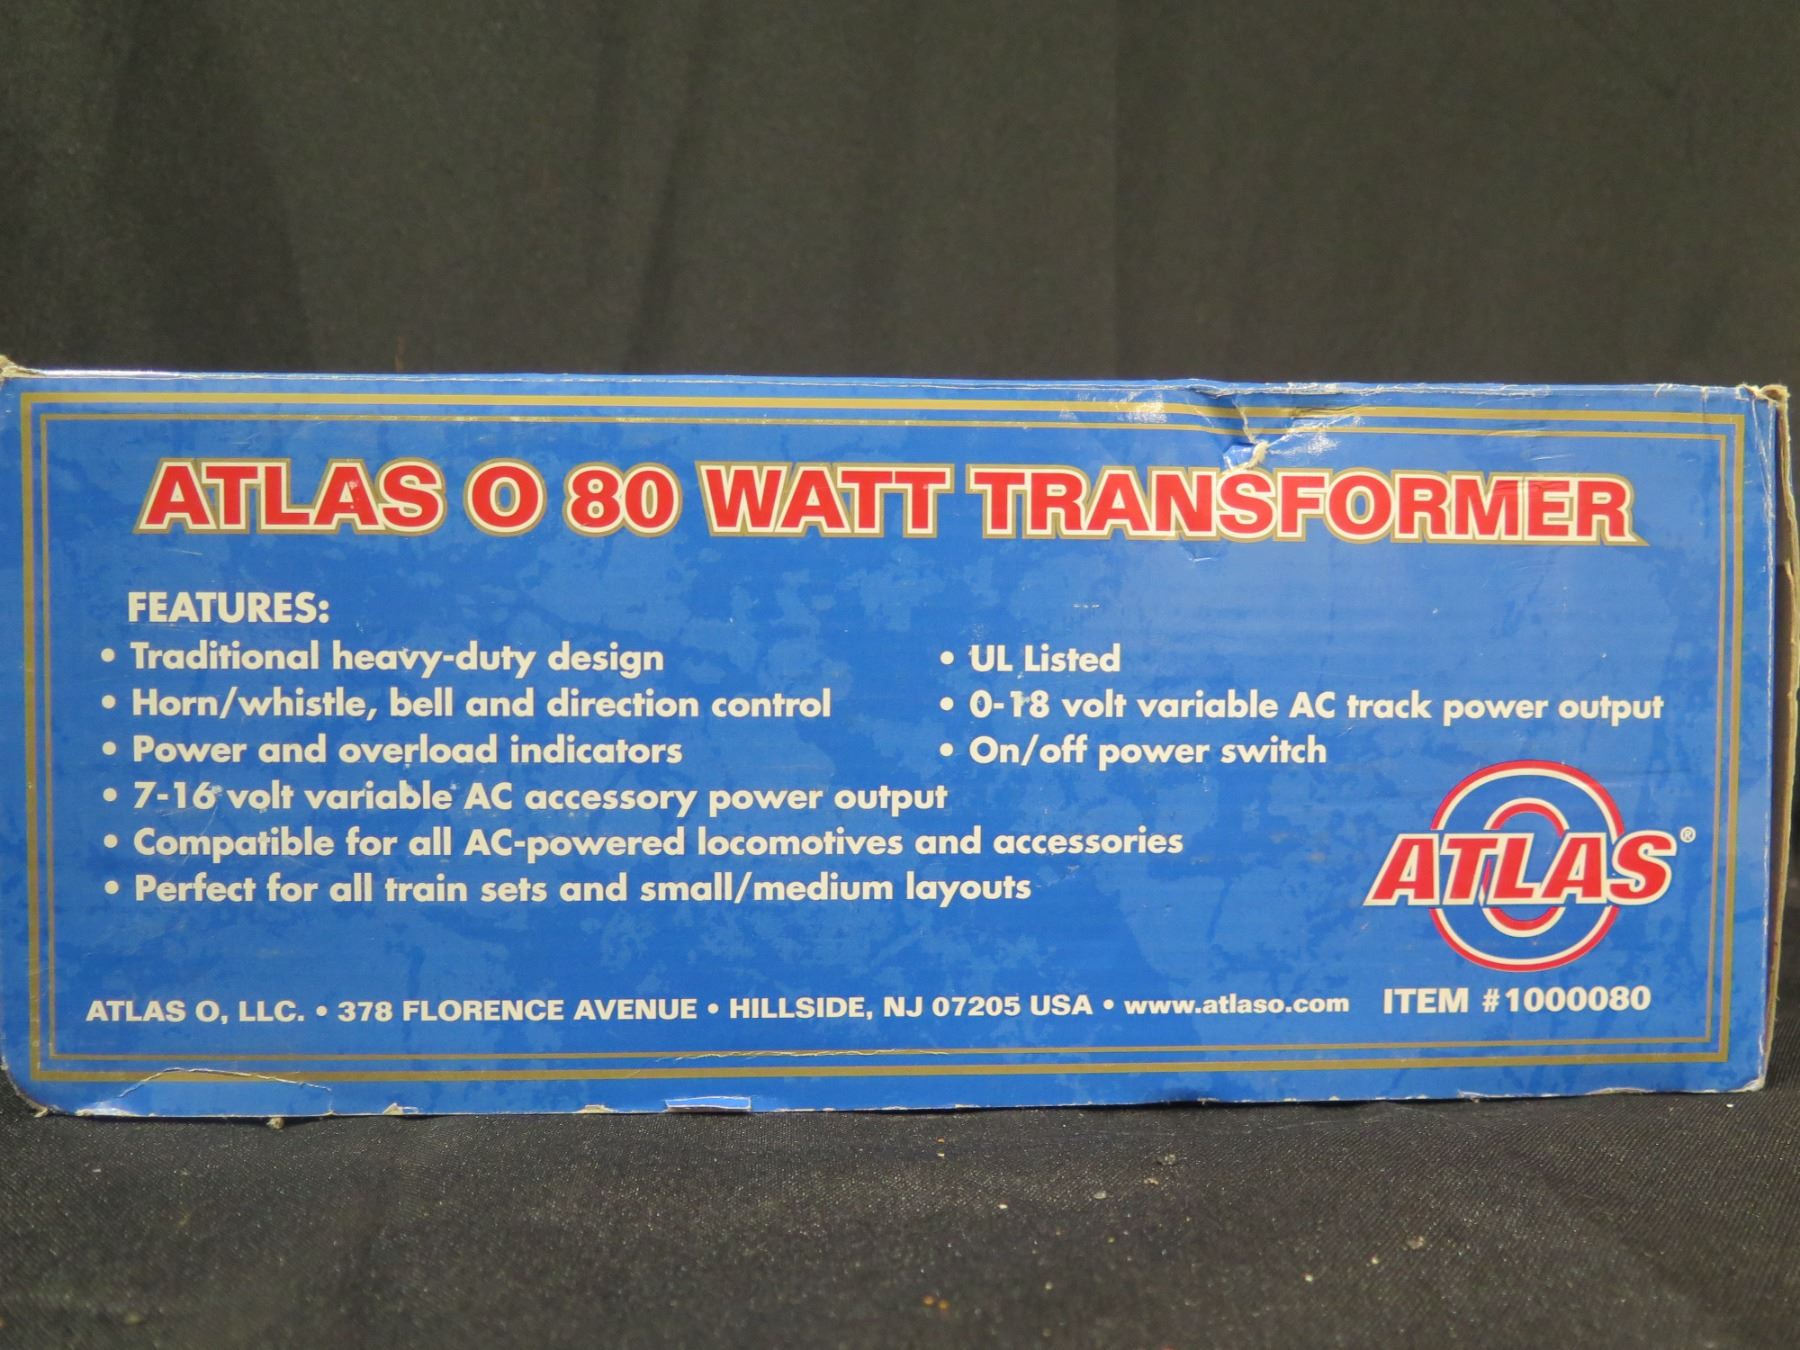 ATLAS O 80 WATT TRANSFORMER
FEATURES:
• Traditional heavy-duty design
• Horn/whistle, bell and direction control
• Power and overload indicators
• 7-16 volt variable AC accessory power output
• Compatible for all AC-powered locomotives and accessories
• Perfect for all train sets and small/medium layouts
• UL Listed
• 0-18 volt variable AC track power output
• On/off power switch
ATLAS®
O
ATLAS O, LLC. • 378 FLORENCE AVENUE • HILLSIDE, NJ 07205 USA • www.atlaso.com ITEM #1000080